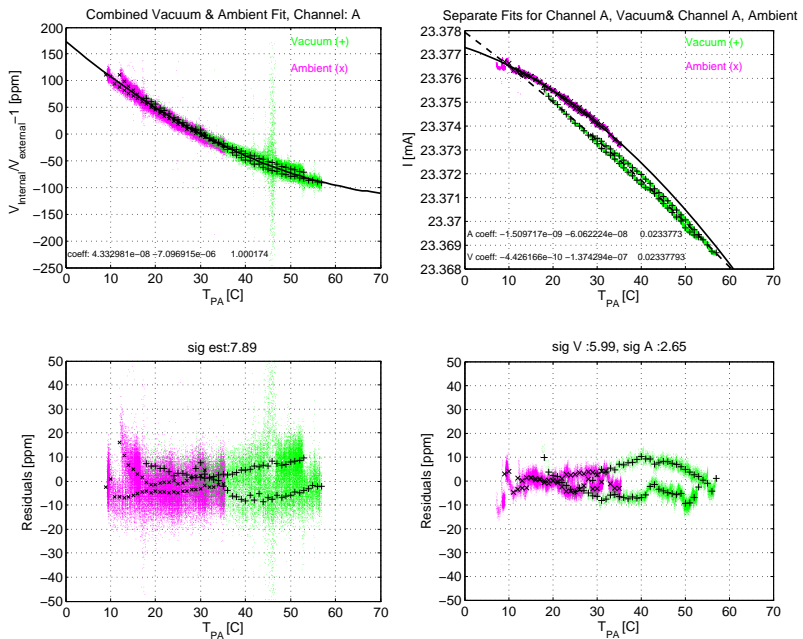 Combined Vacuum & Ambient Fit, Channel: A
200
150
100
50
0
−50
−100
−150
−200
−250
V_Internal/V_external−1 [ppm]
Vacuum (+)
Ambient (x)
coeff: 4.332981e−08 −7.096915e−06 1.000174
0 10 20 30 40 50 60 70
T_PA [C]
Separate Fits for Channel A, Vacuum& Channel A, Ambient
23.378
23.377
23.376
23.374
23.373
23.371
23.37
23.369
23.368
I [mA]
Vacuum (+)
Ambient (x)
A coeff: −1.509717e−09 −6.062224e−08 0.0233773
V coeff: −4.426166e−10 −1.374294e−07 0.02337793
0 10 20 30 40 50 60 70
T_PA [C]
sig est:7.89
50
40
30
20
10
0
−10
−20
−30
−40
−50
Residuals [ppm]
0 10 20 30 40 50 60 70
T_PA [C]
sig V :5.99, sig A :2.65
50
40
30
20
10
0
−10
−20
−30
−40
−50
Residuals [ppm]
0 10 20 30 40 50 60 70
T_PA [C]